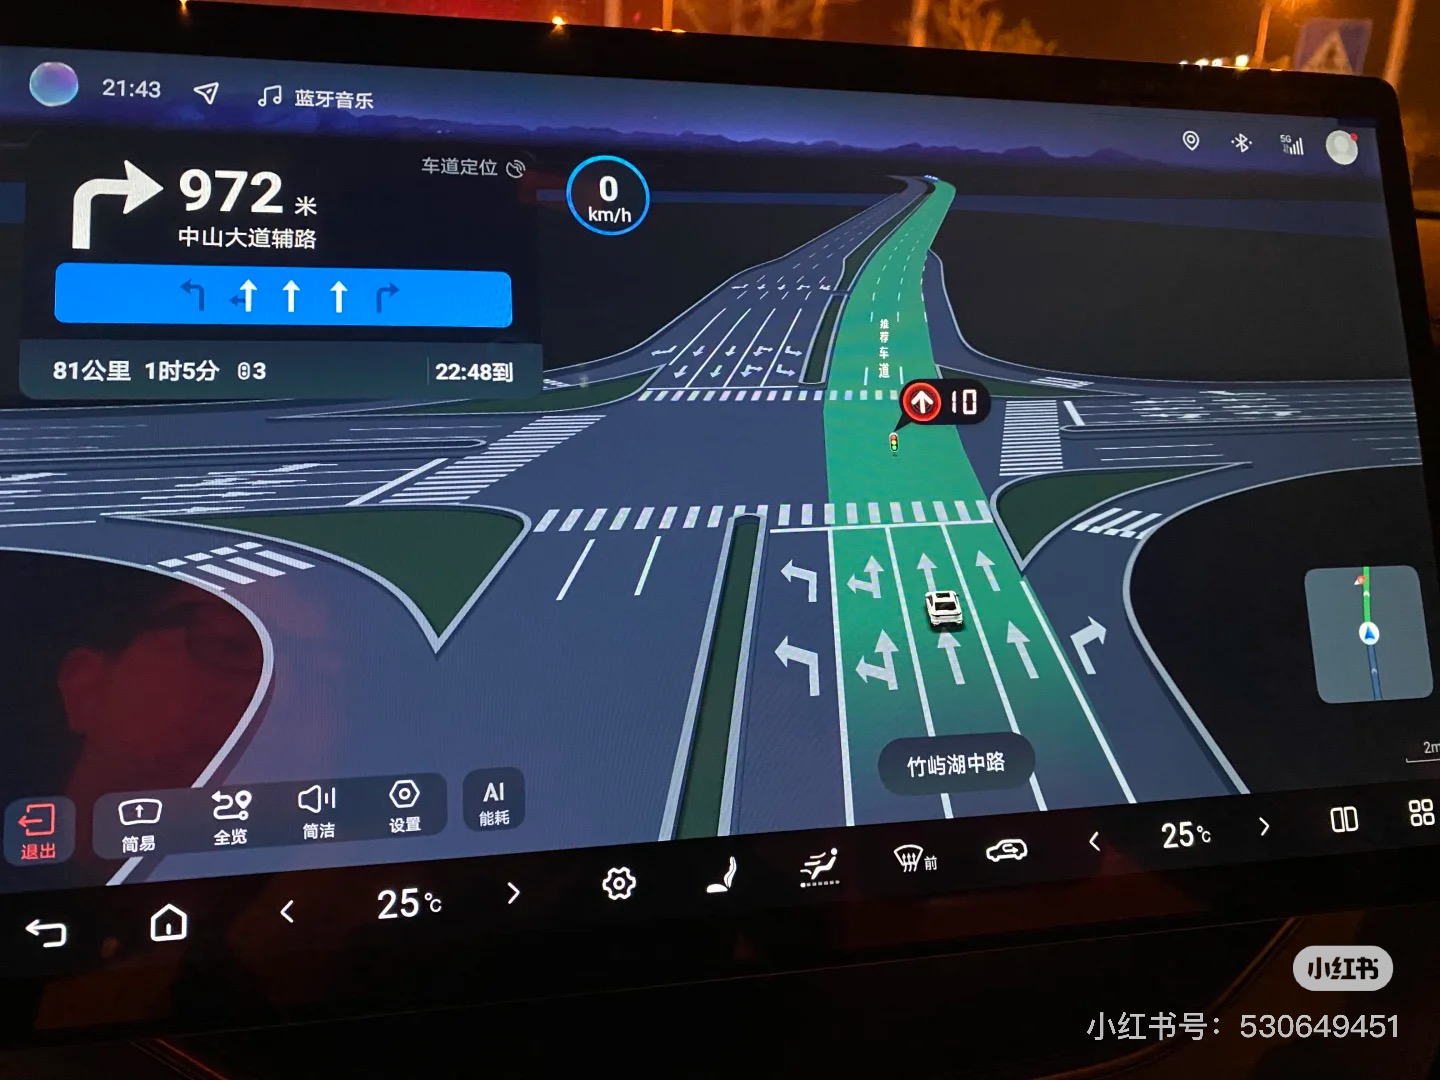 21:43
蓝牙音乐
5G
车道定位
972 米
中山大道辅路
0
km/h
81公里 1时5分 3
22:48到
推荐车道
10
竹屿湖中路
2m
退出
简易
全览
简洁
设置
AI
能耗
25℃
前
25℃
小红书
小红书号：530649451